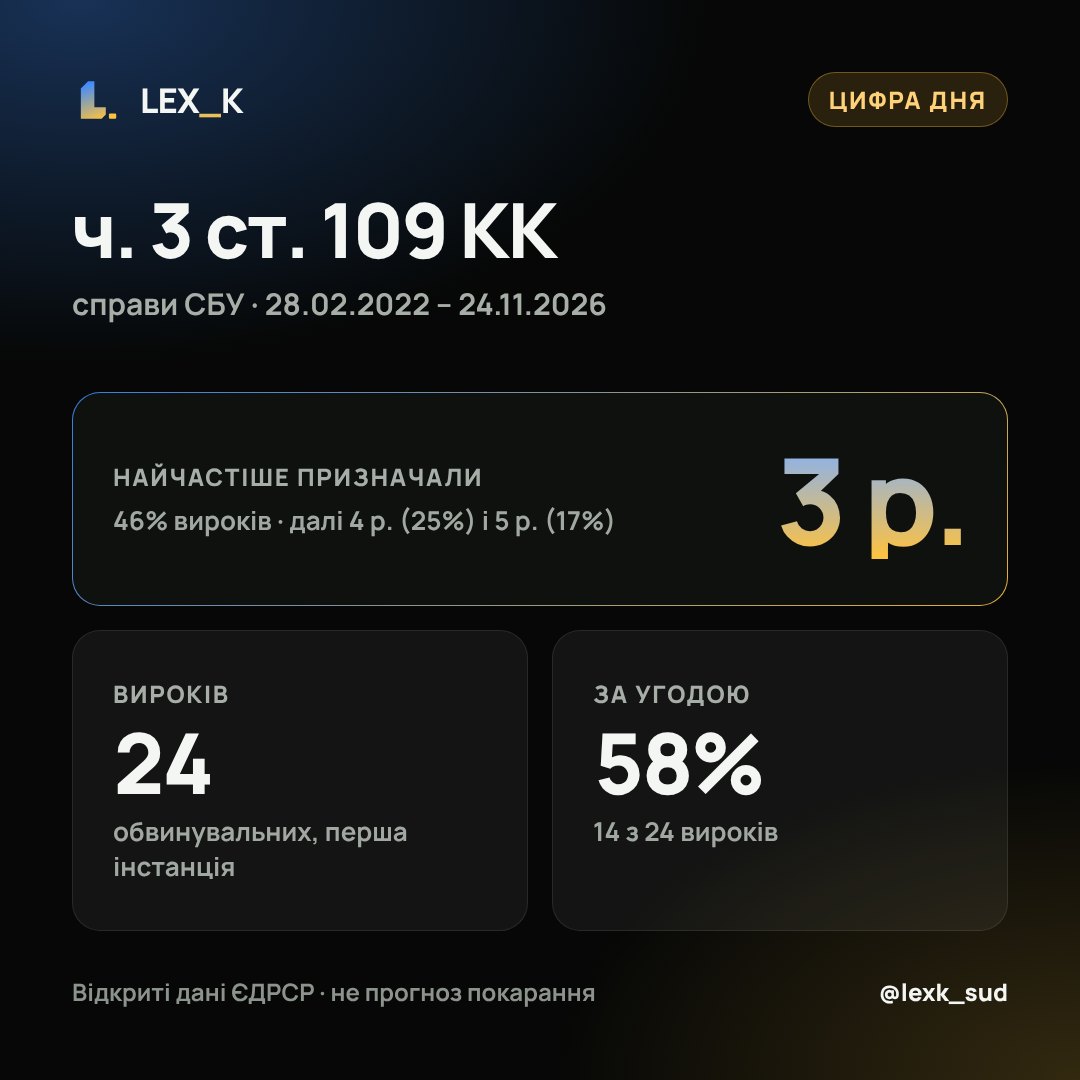 LEX_K
ЦИФРА ДНЯ
ч. 3 ст. 109 КК
справи СБУ · 28.02.2022 – 24.11.2026
НАЙЧАСТІШЕ ПРИЗНАЧАЛИ
46% вироків · далі 4 р. (25%) і 5 р. (17%)
3 р.
ВИРОКІВ
24
обвинувальних, перша
інстанція
ЗА УГОДОЮ
58%
14 з 24 вироків
Відкриті дані ЄДРСР · не прогноз покарання
@lexk_sud